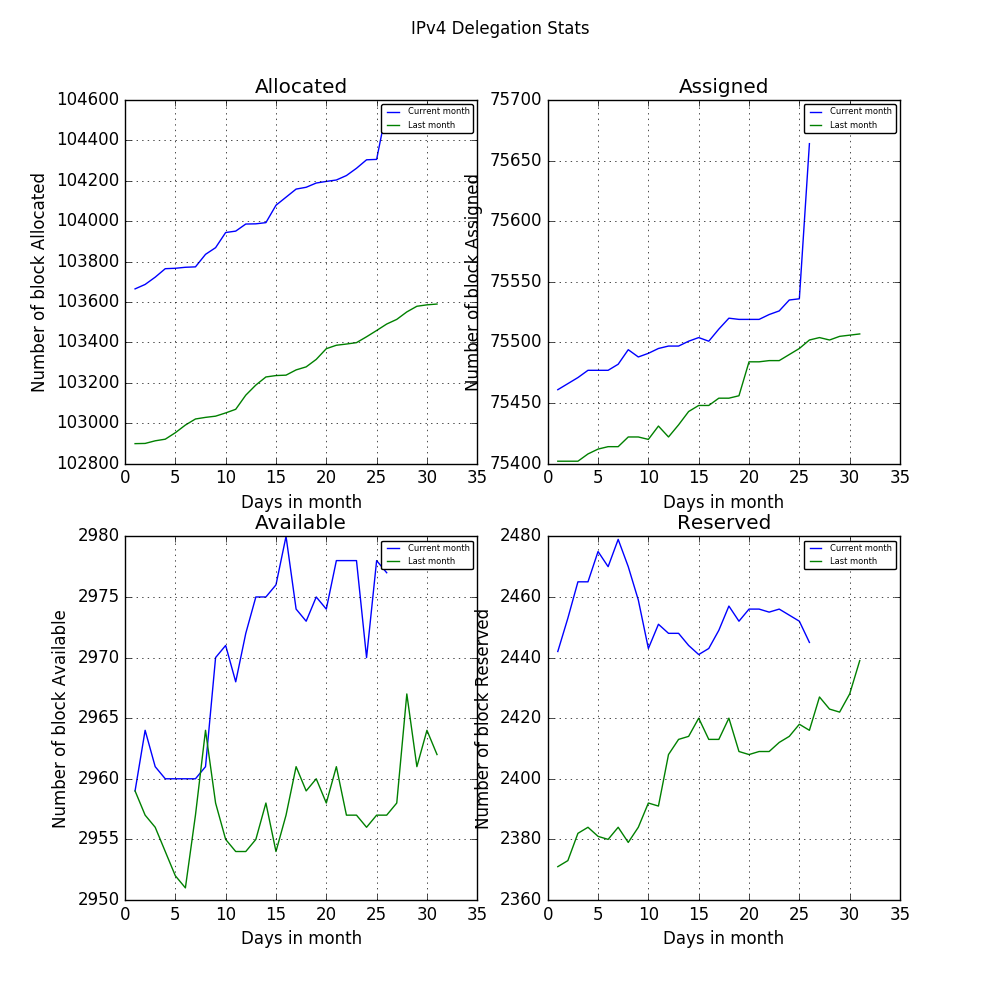 IPv4 Delegation Stats
Allocated
Number of block Allocated
104600
104400
104200
104000
103800
103600
103400
103200
103000
102800
Current month
Last month
0 5 10 15 20 25 30 35
Days in month
Assigned
Number of block Assigned
75700
75650
75600
75550
75500
75450
75400
Current month
Last month
0 5 10 15 20 25 30 35
Days in month
Available
Number of block Available
2980
2975
2970
2965
2960
2955
2950
Current month
Last month
0 5 10 15 20 25 30 35
Days in month
Reserved
Number of block Reserved
2480
2460
2440
2420
2400
2380
2360
Current month
Last month
0 5 10 15 20 25 30 35
Days in month